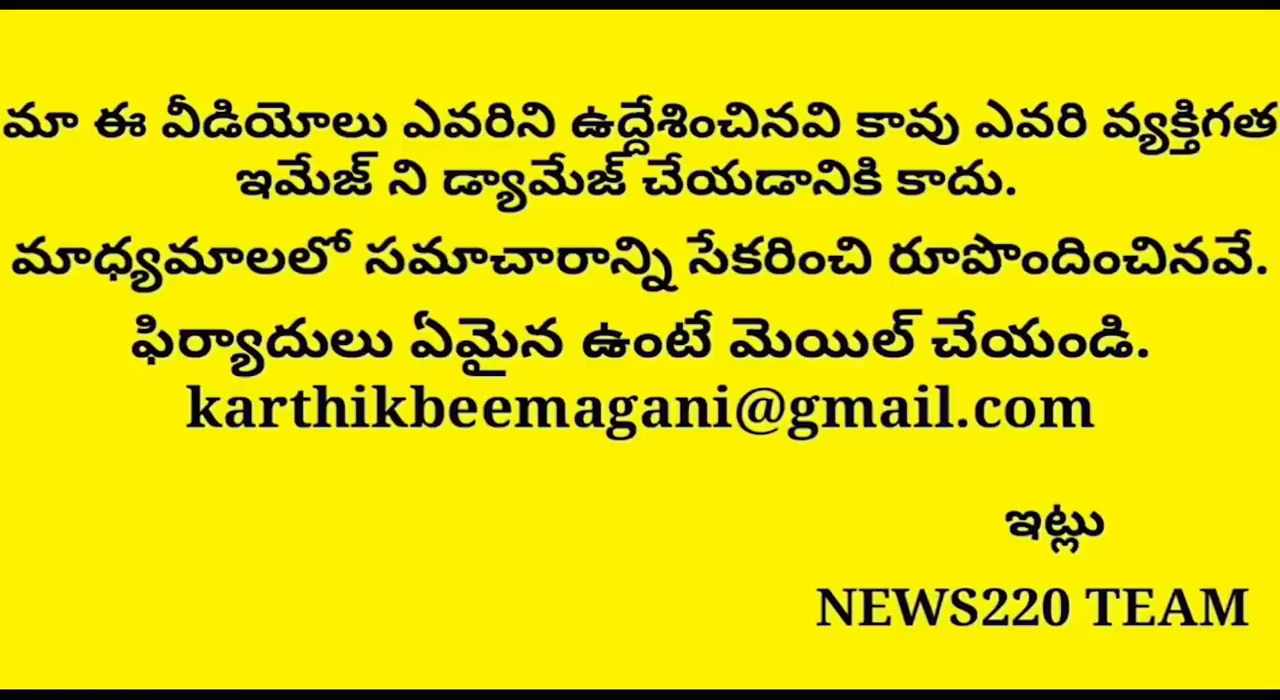 మా ఈ వీడియోలు ఎవరిని ఉద్దేశించినవి కావు ఎవరి వ్యక్తిగత
ఇమేజ్ ని డ్యామేజ్ చేయడానికి కాదు.
మాధ్యమాలలో సమాచారాన్ని సేకరించి రూపొందించినవే.
ఫిర్యాదులు ఏమైన ఉంటే మెయిల్ చేయండి.
karthikbeemagani@gmail.com
ఇట్లు
NEWS220 TEAM